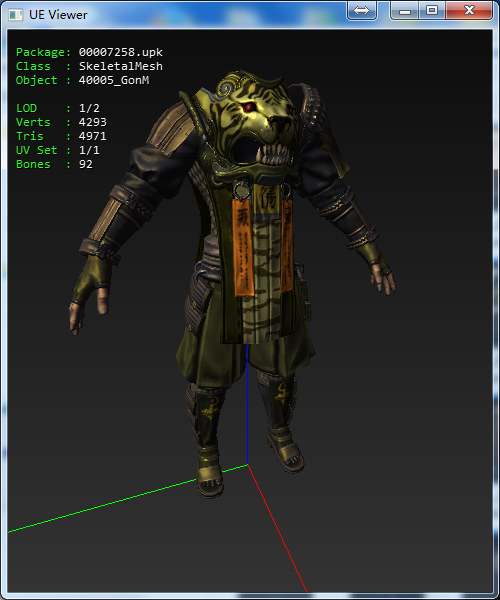 UE Viewer
Package: 00007258.upk
Class : SkeletalMesh
Object : 40005_GonM
LOD : 1/2
Verts : 4293
Tris : 4971
UV Set : 1/1
Bones : 92